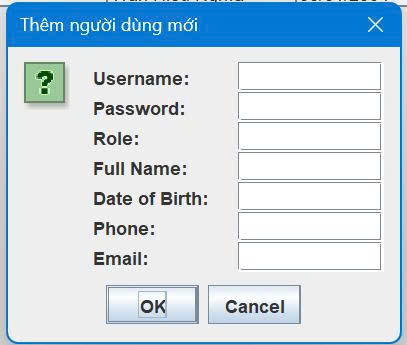 Thêm người dùng mới
Username:
Password:
Role:
Full Name:
Date of Birth:
Phone:
Email:
OK Cancel